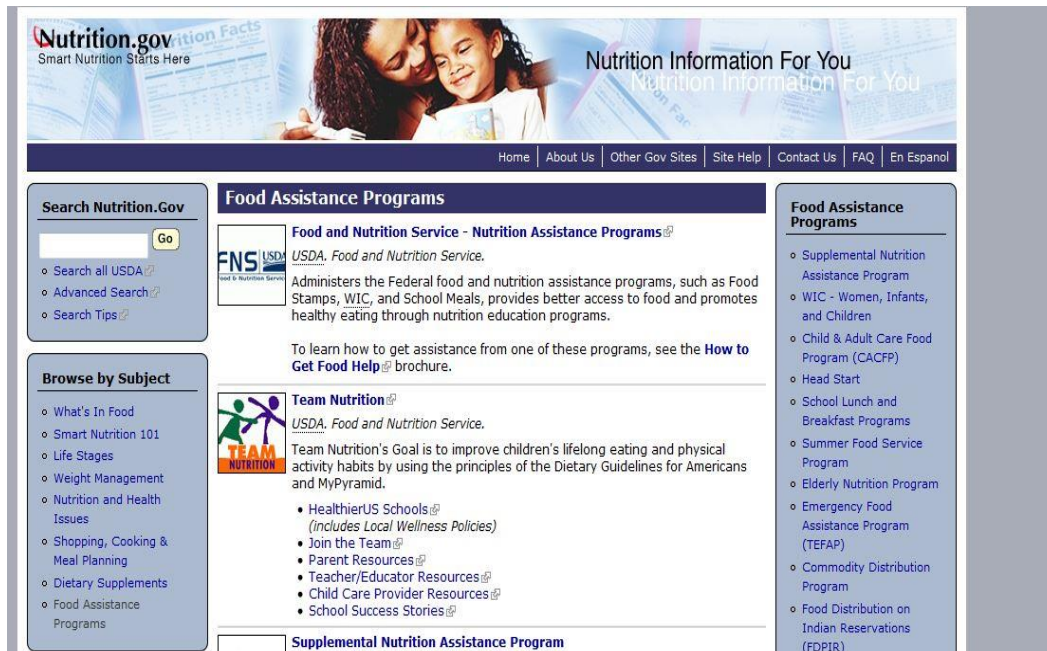 Nutrition.gov
Smart Nutrition Starts Here
Nutrition Information For You
Nutrition Information For You
Home | About Us | Other Gov Sites | Site Help | Contact Us | FAQ | En Espanol
Search Nutrition.Gov
Go
Search all USDA
Advanced Search
Search Tips
Browse by Subject
What's In Food
Smart Nutrition 101
Life Stages
Weight Management
Nutrition and Health
Issues
Shopping, Cooking &
Meal Planning
Dietary Supplements
Food Assistance
Programs
Food Assistance Programs
FNS USDA
Food and Nutrition Service - Nutrition Assistance Programs
USDA. Food and Nutrition Service.
Administers the Federal food and nutrition assistance programs, such as Food
Stamps, WIC, and School Meals, provides better access to food and promotes
healthy eating through nutrition education programs.
To learn how to get assistance from one of these programs, see the How to
Get Food Help brochure.
TEAM
NUTRITION
Team Nutrition
USDA. Food and Nutrition Service.
Team Nutrition's Goal is to improve children's lifelong eating and physical
activity habits by using the principles of the Dietary Guidelines for Americans
and MyPyramid.
• HealthierUS Schools
(includes Local Wellness Policies)
• Join the Team
• Parent Resources
• Teacher/Educator Resources
• Child Care Provider Resources
• School Success Stories
Supplemental Nutrition Assistance Program
Food Assistance
Programs
Supplemental Nutrition
Assistance Program
WIC - Women, Infants,
and Children
Child & Adult Care Food
Program (CACFP)
Head Start
School Lunch and
Breakfast Programs
Summer Food Service
Program
Elderly Nutrition Program
Emergency Food
Assistance Program
(TEFAP)
Commodity Distribution
Program
Food Distribution on
Indian Reservations
(FDPIR)